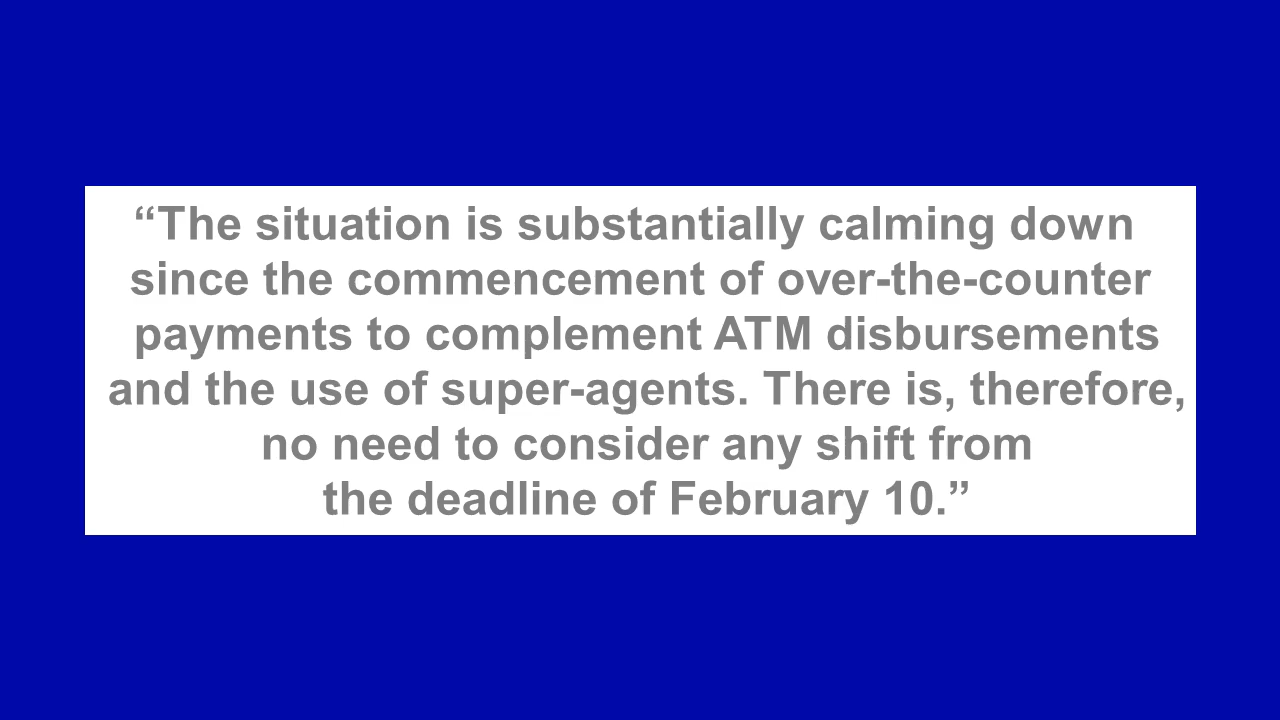 “The situation is substantially calming down
since the commencement of over-the-counter
payments to complement ATM disbursements
and the use of super-agents. There is, therefore,
no need to consider any shift from
the deadline of February 10.”